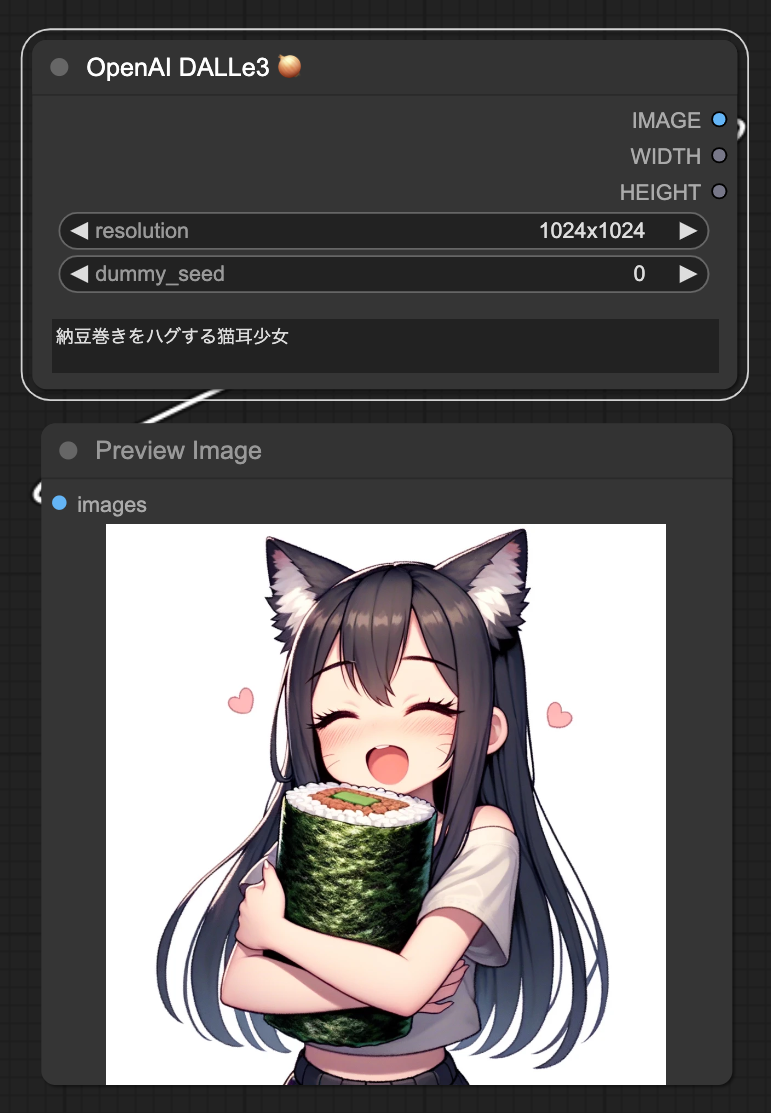 OpenAI DALLe3 🧅
IMAGE
WIDTH
HEIGHT
resolution 1024x1024
dummy_seed 0
納豆巻きをハグする猫耳少女
Preview Image
images